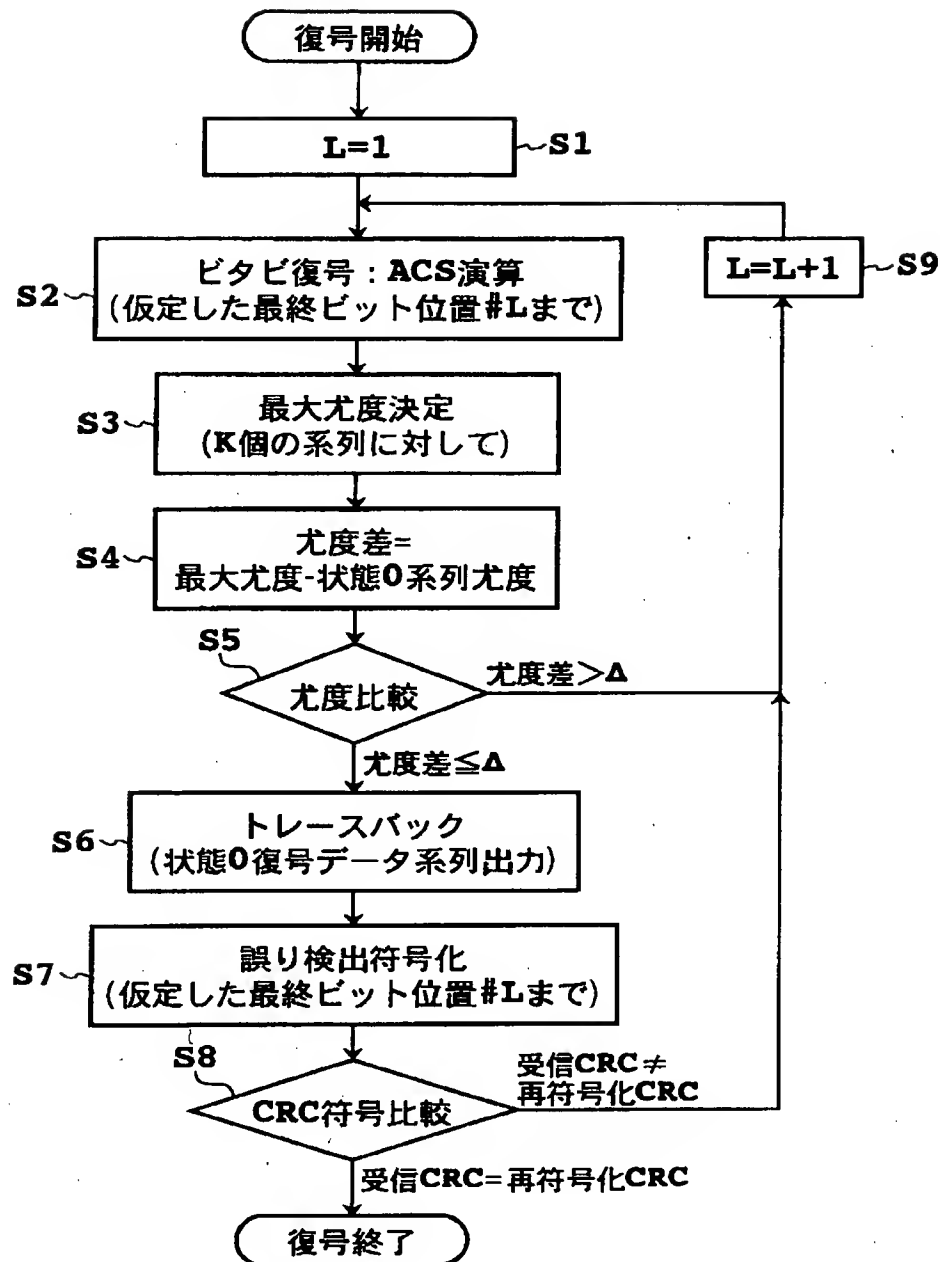 復号開始
L=1
S1
ビタビ復号：ACS演算
(仮定した最終ビット位置#Lまで)
S2
L=L+1
S9
最大尤度決定
(K個の系列に対して)
S3
尤度差=
最大尤度-状態0系列尤度
S4
S5
尤度比較
尤度差＞Δ
尤度差≦Δ
トレースバック
(状態0復号データ系列出力)
S6
誤り検出符号化
(仮定した最終ビット位置#Lまで)
S7
S8
CRC符号比較
受信CRC≠
再符号化CRC
受信CRC=再符号化CRC
復号終了